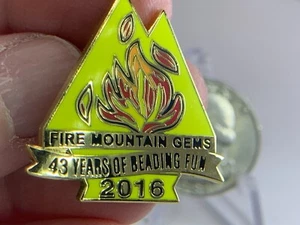 FIRE MOUNTAIN GEMS
43 YEARS OF BEADING FUN
2016